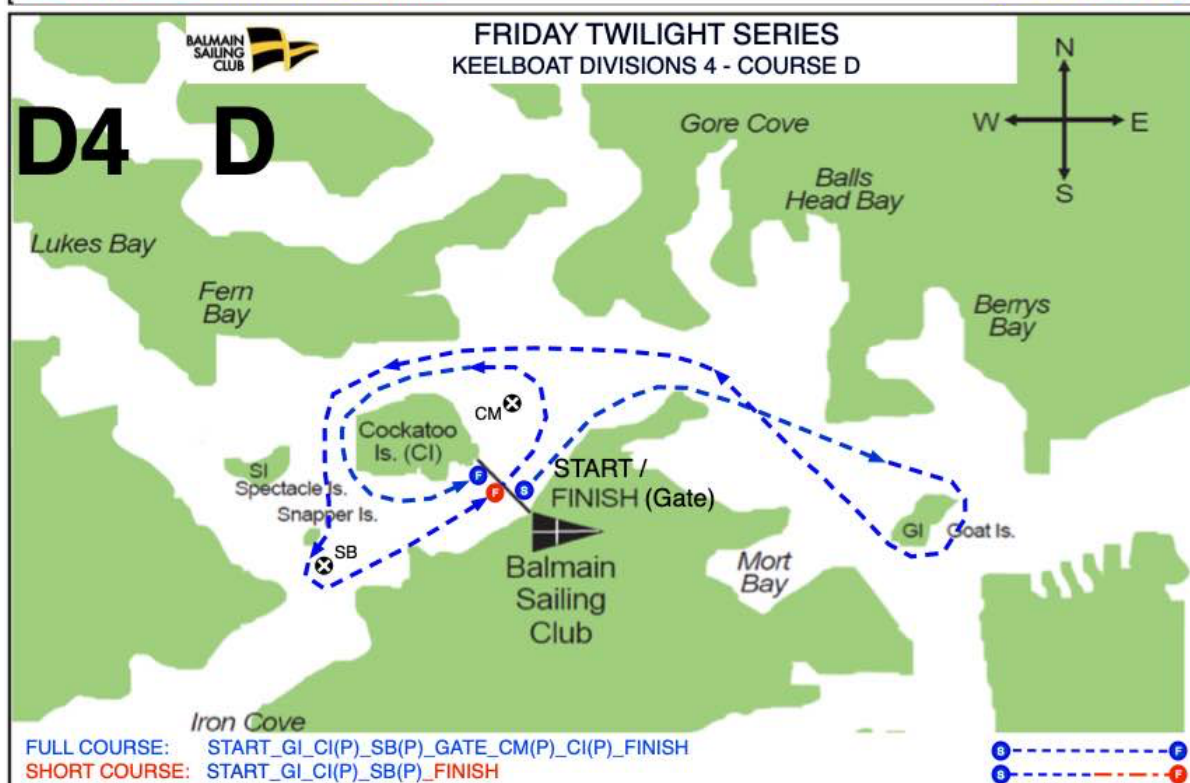 BALMAIN
SAILING
CLUB
FRIDAY TWILIGHT SERIES
KEELBOAT DIVISIONS 4 - COURSE D
D4 D
N
W E
S
Gore Cove
Balls
Head Bay
Lukes Bay
Fern
Bay
Berrys
Bay
CM
Cockatoo
Is. (CI)
SI
Spectacle Is.
Snapper Is.
SB
F
F
S
START /
FINISH (Gate)
GI Goat Is.
Mort
Bay
Balmain
Sailing
Club
Iron Cove
FULL COURSE: START_GI_CI(P)_SB(P)_GATE_CM(P)_CI(P)_FINISH
S F
SHORT COURSE: START_GI_CI(P)_SB(P)_FINISH
S F